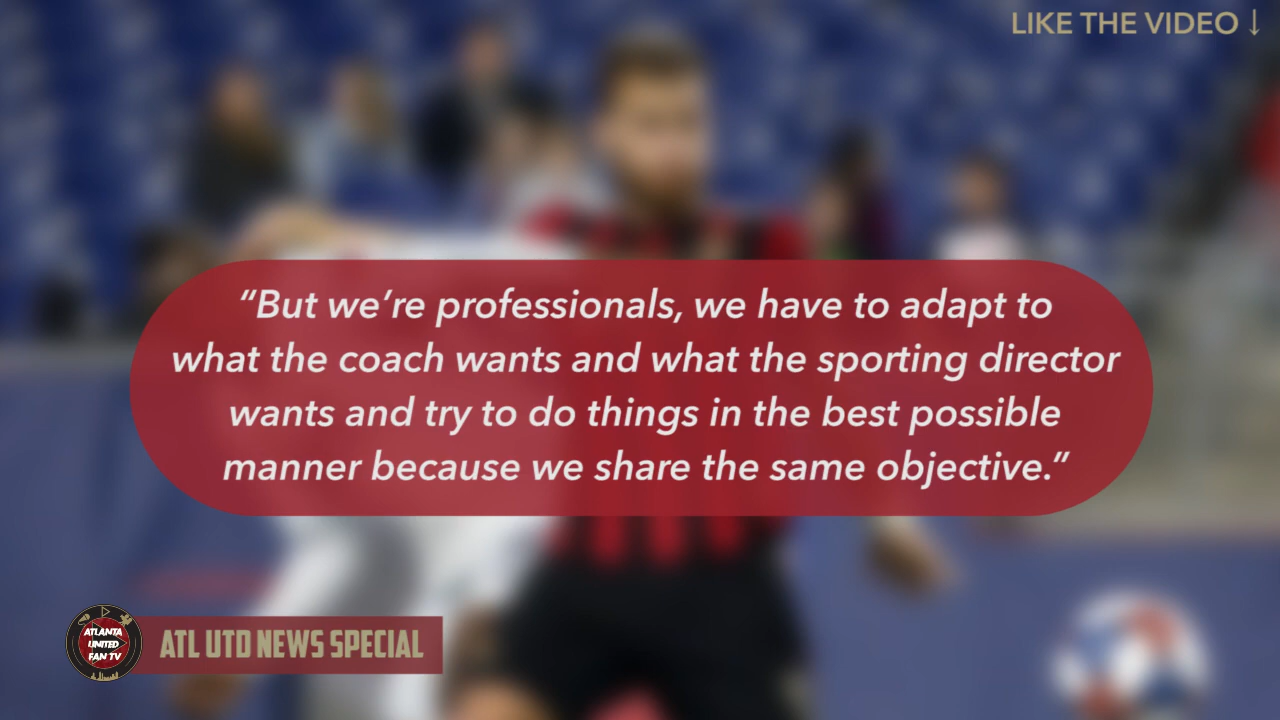 LIKE THE VIDEO ↓
“But we’re professionals, we have to adapt to
what the coach wants and what the sporting director
wants and try to do things in the best possible
manner because we share the same objective.”
ATLANTA
UNITED
FAN TV
ATL UTD NEWS SPECIAL